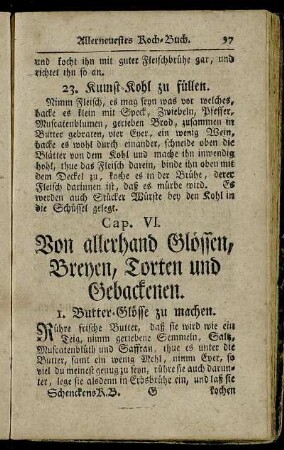 Allerneuestes Koch-Buch. 97
und kocht ihn mit guter Fleischbrühe gar, und
richtet ihn so an.
23. Kumst-Kohl zu füllen.
Nimm Fleisch, es mag seyn was vor welches,
hacke es klein mit Speck, Zwiebeln, Pfeffer,
Muscatenblumen, gerieben Brod, zusammen in
Butter gebraten, vier Eyer, ein wenig Wein,
hacke es wohl durch einander, schneide oben die
Blätter von dem Kohl und mache ihn inwendig
hohl, thue das Fleisch darein, binde ihn oben mit
dem Deckel zu, koche es in der Brühe, derer
Fleisch darinnen ist, daß es mürbe wird. Es
werden auch Stücker Würste bey den Kohl in
die Schüssel gelegt.
Cap. VI.
Von allerhand Glössen,
Breyen, Torten und
Gebackenen.
1. Butter-Glösse zu machen.
Rühre frische Butter, daß sie wird wie ein
Teig, nimm geriebene Semmeln, Saltz,
Muscatenblüth und Saffran, thue es unter die
Butter, samt ein wenig Mehl, nimm Eyer, so
viel du meinest genug zu seyn, rühre sie auch darun-
ter, lege sie alsdenn in Erbsbrühe ein, und laß sie
Schenckens K.B. G kochen